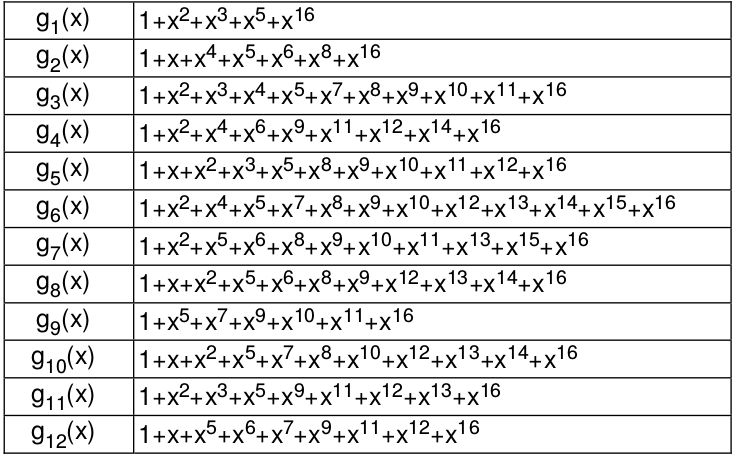 g₁(x) 1+x²+x³+x⁵+x¹⁶
g₂(x) 1+x+x⁴+x⁵+x⁶+x⁸+x¹⁶
g₃(x) 1+x²+x³+x⁴+x⁵+x⁷+x⁸+x⁹+x¹⁰+x¹¹+x¹⁶
g₄(x) 1+x²+x⁴+x⁶+x⁹+x¹¹+x¹²+x¹⁴+x¹⁶
g₅(x) 1+x+x²+x³+x⁵+x⁸+x⁹+x¹⁰+x¹¹+x¹²+x¹⁶
g₆(x) 1+x²+x⁴+x⁵+x⁷+x⁸+x⁹+x¹⁰+x¹²+x¹³+x¹⁴+x¹⁵+x¹⁶
g₇(x) 1+x²+x⁵+x⁶+x⁸+x⁹+x¹⁰+x¹¹+x¹³+x¹⁵+x¹⁶
g₈(x) 1+x+x²+x⁵+x⁶+x⁸+x⁹+x¹²+x¹³+x¹⁴+x¹⁶
g₉(x) 1+x⁵+x⁷+x⁹+x¹⁰+x¹¹+x¹⁶
g₁₀(x) 1+x+x²+x⁵+x⁷+x⁸+x¹⁰+x¹²+x¹³+x¹⁴+x¹⁶
g₁₁(x) 1+x²+x³+x⁵+x⁹+x¹¹+x¹²+x¹³+x¹⁶
g₁₂(x) 1+x+x⁵+x⁶+x⁷+x⁹+x¹¹+x¹²+x¹⁶